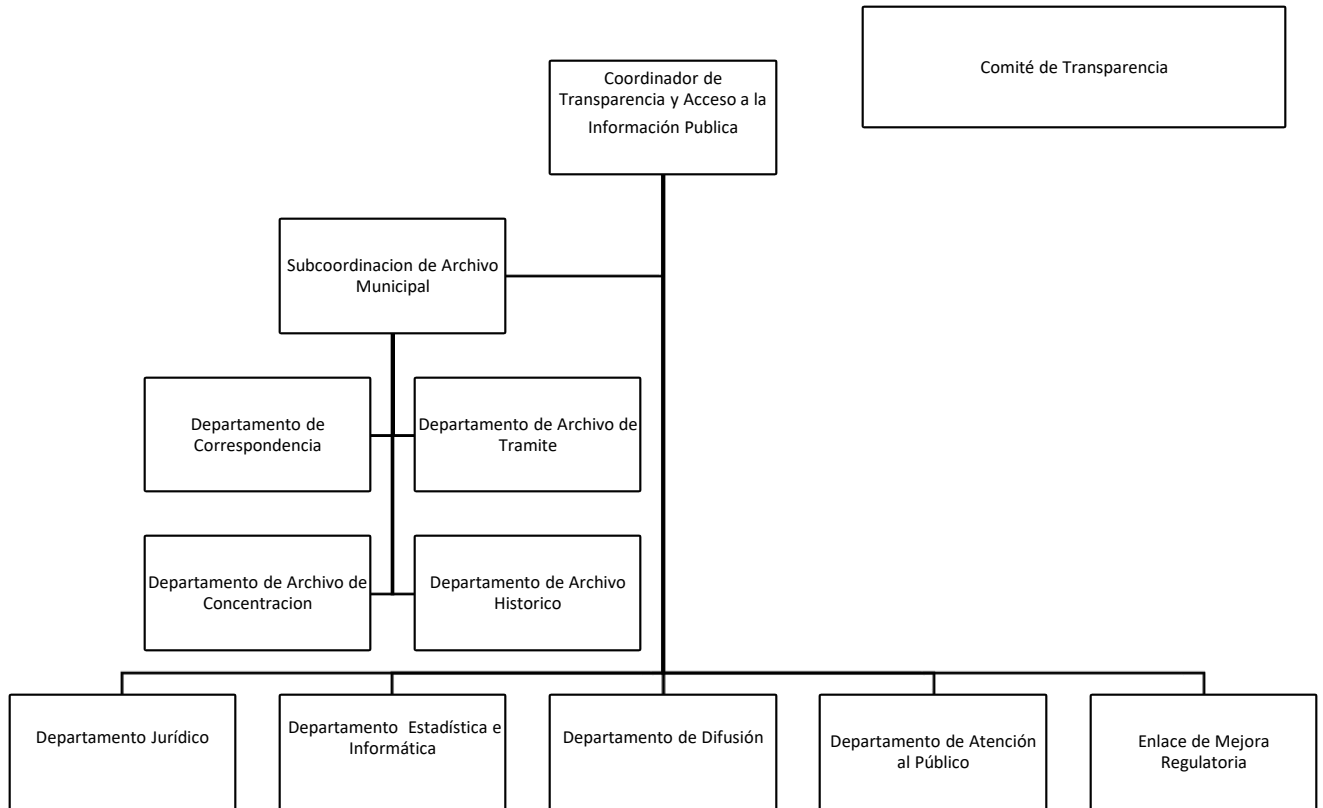 Comité de Transparencia
Coordinador de
Transparencia y Acceso a la
Información Publica
Subcoordinacion de Archivo
Municipal
Departamento de
Correspondencia
Departamento de Archivo de
Tramite
Departamento de Archivo de
Concentracion
Departamento de Archivo
Historico
Departamento Jurídico
Departamento Estadística e
Informática
Departamento de Difusión
Departamento de Atención
al Público
Enlace de Mejora
Regulatoria